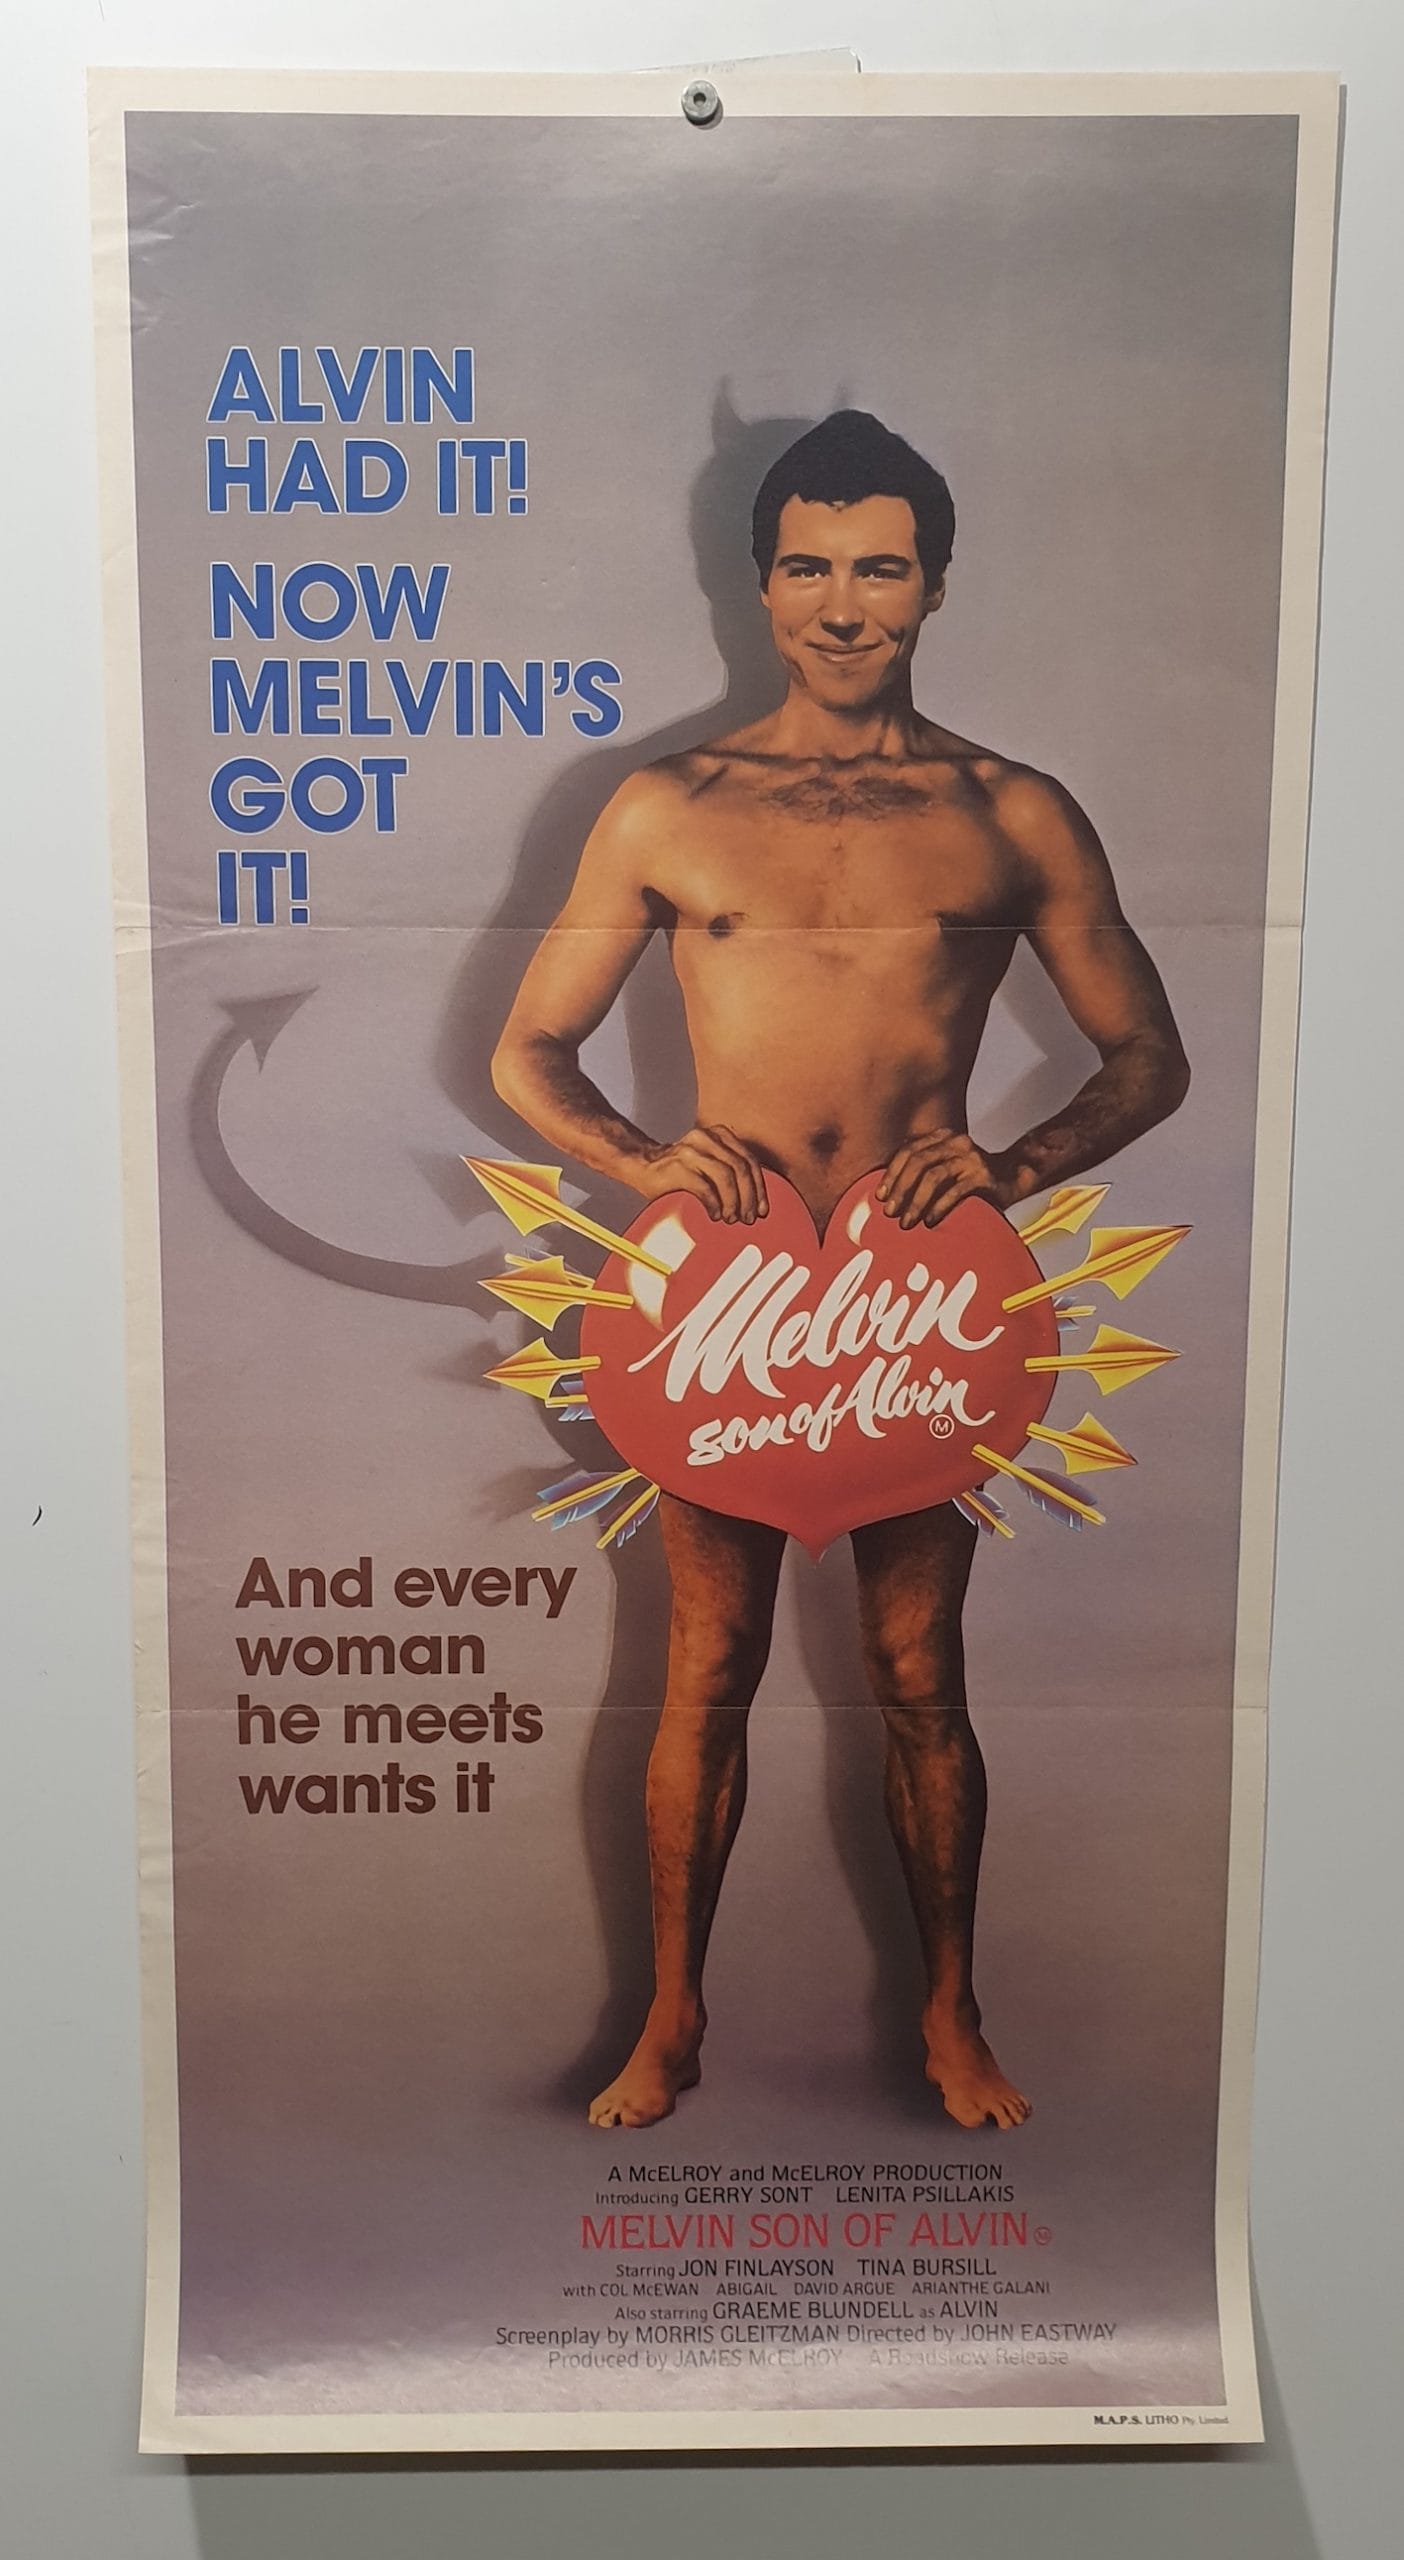 ALVIN
HAD IT!
NOW
MELVIN'S
GOT
IT!
Melvin
son of Alvin
M
And every
woman
he meets
wants it
A McELROY and McELROY PRODUCTION
Introducing GERRY SONT LENITA PSILLAKIS
MELVIN SON OF ALVIN M
Starring JON FINLAYSON TINA BURSILL
with COL McEWAN ABIGAIL DAVID ARGUE ARIANTHE GALANI
Also starring GRAEME BLUNDELL as ALVIN
Screenplay by MORRIS GLEITZMAN Directed by JOHN EASTWAY
Produced by JAMES McELROY A Roadshow Release
M.A.P.S. LITHO Pty. Limited